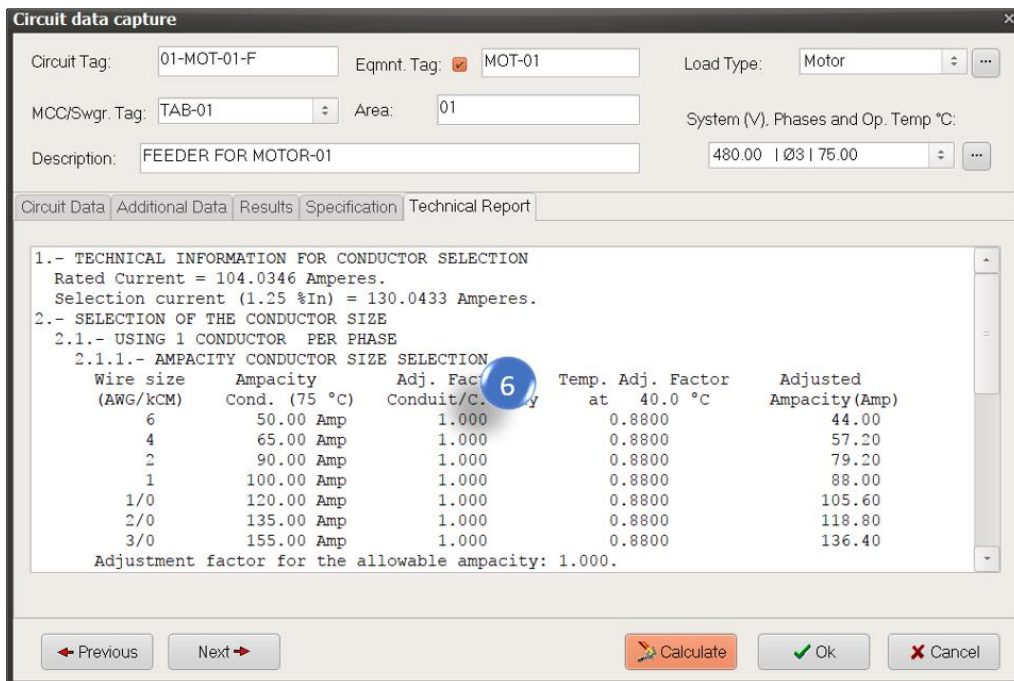 Circuit data capture
Circuit Tag: 01-MOT-01-F Eqmnt. Tag: MOT-01 Load Type: Motor ...
MCC/Swgr. Tag: TAB-01 Area: 01
System (V), Phases and Op. Temp °C:
Description: FEEDER FOR MOTOR-01 480.00 | Ø3 | 75.00 ...
Circuit Data Additional Data Results Specification Technical Report
1.- TECHNICAL INFORMATION FOR CONDUCTOR SELECTION
Rated Current = 104.0346 Amperes.
Selection current (1.25 %In) = 130.0433 Amperes.
2.- SELECTION OF THE CONDUCTOR SIZE
2.1.- USING 1 CONDUCTOR PER PHASE
2.1.1.- AMPACITY CONDUCTOR SIZE SELECTION
Wire size Ampacity Adj. 6 Temp. Adj. Factor Adjusted
(AWG/kCM) Cond. (75 °C) at 40.0 °C Ampacity(Amp)
6 50.00 Amp 1.000 0.8800 44.00
4 65.00 Amp 1.000 0.8800 57.20
2 90.00 Amp 1.000 0.8800 79.20
1 100.00 Amp 1.000 0.8800 88.00
1/0 120.00 Amp 1.000 0.8800 105.60
2/0 135.00 Amp 1.000 0.8800 118.80
3/0 155.00 Amp 1.000 0.8800 136.40
Adjustment factor for the allowable ampacity: 1.000.
Previous Next Calculate Ok Cancel